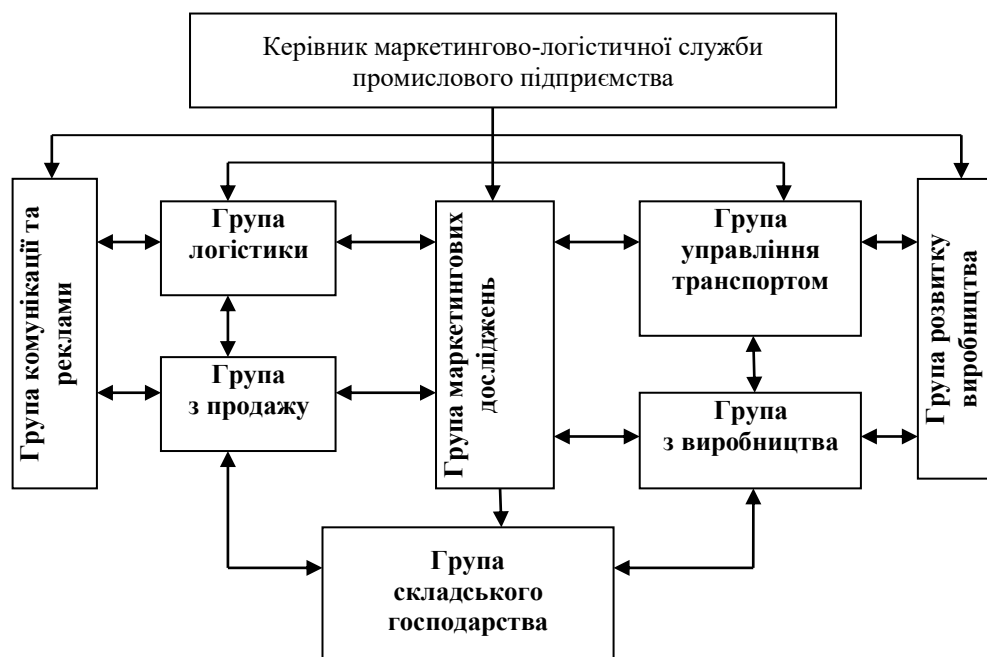 Керівник маркетингово-логістичної служби
промислового підприємства
Група комунікації та
реклами
Група
логістики
Група маркетингових
досліджень
Група
управління
транспортом
Група розвитку
виробництва
Група
з продажу
Група
з виробництва
Група
складського
господарства